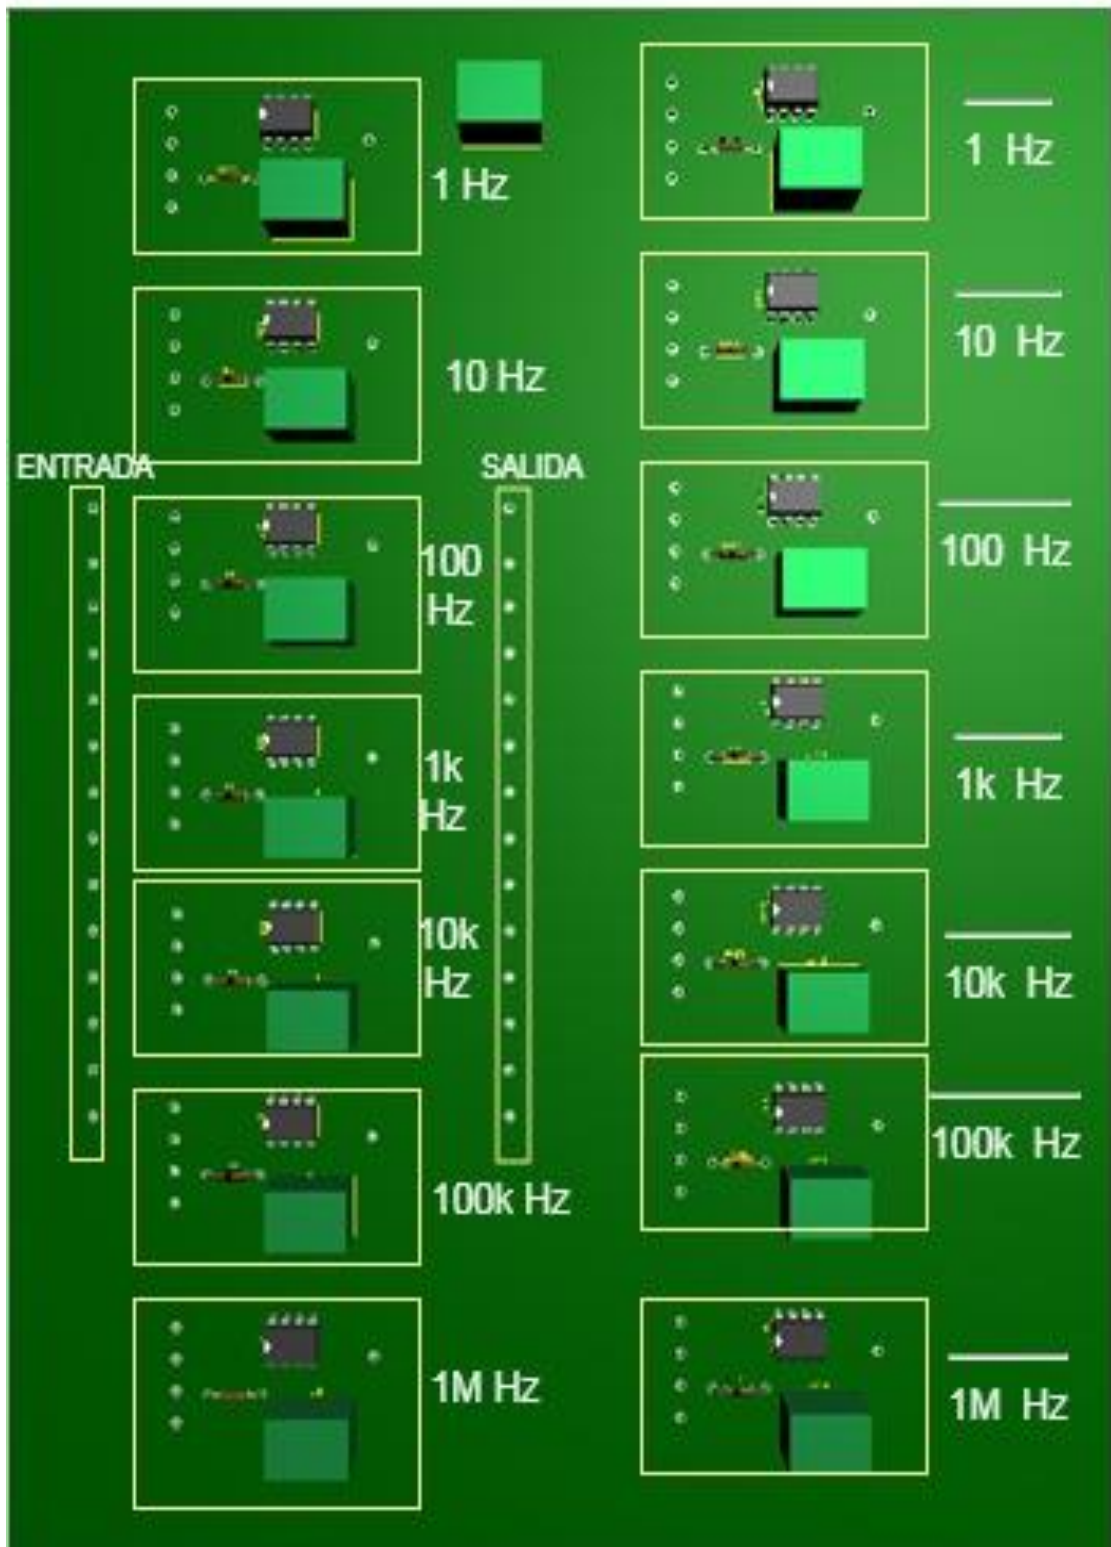 1 Hz
1 Hz
10 Hz
10 Hz
ENTRADA
SALIDA
100
Hz
100 Hz
1k
Hz
1k Hz
10k
Hz
10k Hz
100k Hz
100k Hz
1M Hz
1M Hz